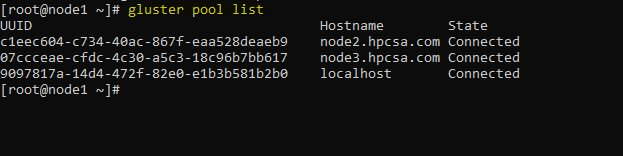 [root@node1 ~]# gluster pool list
UUID Hostname State
c1eec604-c734-40ac-867f-eaa528deaeb9 node2.hpcsa.com Connected
07ccceae-cfdc-4c30-a5c3-18c96b7bb617 node3.hpcsa.com Connected
9097817a-14d4-472f-82e0-e1b3b581b2b0 localhost Connected
[root@node1 ~]#